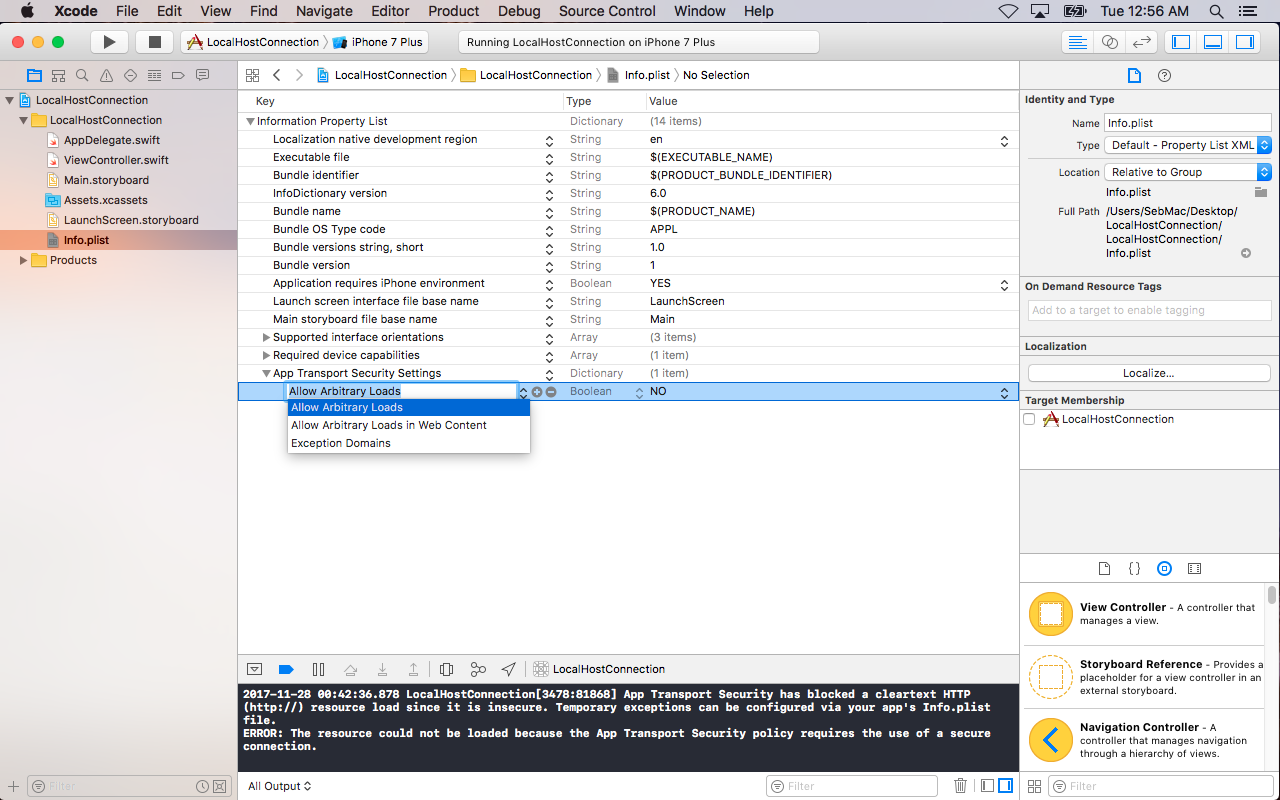 Xcode File Edit View Find Navigate Editor Product Debug Source Control Window Help Tue 12:56 AM
LocalHostConnection iPhone 7 Plus
Running LocalHostConnection on iPhone 7 Plus
LocalHostConnection LocalHostConnection Info.plist No Selection
LocalHostConnection
LocalHostConnection
AppDelegate.swift
ViewController.swift
Main.storyboard
Assets.xcassets
LaunchScreen.storyboard
Info.plist
Products
Filter
Key Type Value
Information Property List Dictionary (14 items)
Localization native development region String en
Executable file String $(EXECUTABLE_NAME)
Bundle identifier String $(PRODUCT_BUNDLE_IDENTIFIER)
InfoDictionary version String 6.0
Bundle name String $(PRODUCT_NAME)
Bundle OS Type code String APPL
Bundle versions string, short String 1.0
Bundle version String 1
Application requires iPhone environment Boolean YES
Launch screen interface file base name String LaunchScreen
Main storyboard file base name String Main
Supported interface orientations Array (3 items)
Required device capabilities Array (1 item)
App Transport Security Settings Dictionary (1 item)
Allow Arbitrary Loads Boolean NO
Allow Arbitrary Loads
Allow Arbitrary Loads in Web Content
Exception Domains
LocalHostConnection
2017-11-28 00:42:36.878 LocalHostConnection[3478:81868] App Transport Security has blocked a cleartext HTTP
(http://) resource load since it is insecure. Temporary exceptions can be configured via your app's Info.plist
file.
ERROR: The resource could not be loaded because the App Transport Security policy requires the use of a secure
connection.
All Output
Filter
Identity and Type
Name Info.plist
Type Default - Property List XML
Location Relative to Group
Info.plist
Full Path /Users/SebMac/Desktop/
LocalHostConnection/
LocalHostConnection/
Info.plist
On Demand Resource Tags
Add to a target to enable tagging
Localization
Localize...
Target Membership
LocalHostConnection
{ }
View Controller - A controller that
manages a view.
Storyboard Reference - Provides a
placeholder for a view controller in an
external storyboard.
Navigation Controller - A
controller that manages navigation
through a hierarchy of views.
Filter